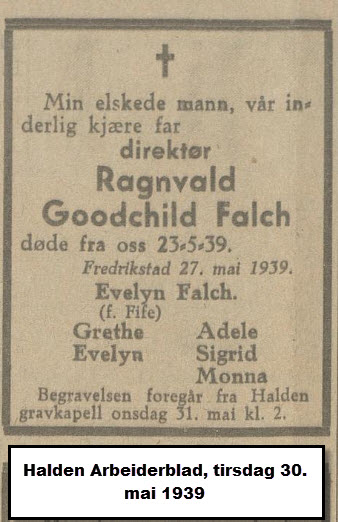 Min elskede mann, vår in=
derlig kjære far
direktør
Ragnvald
Goodchild Falch
døde fra oss 23=5=39.
Fredrikstad 27. mai 1939.
Evelyn Falch.
(f. Fife)
Grethe Adele
Evelyn Sigrid
Monna
Begravelsen foregår fra Halden
gravkapell onsdag 31. mai kl. 2.
Halden Arbeiderblad, tirsdag 30.
mai 1939